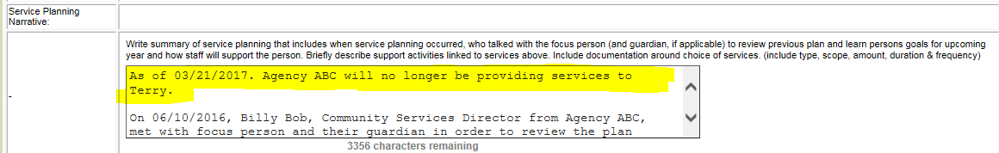 Service Planning
Narrative:
Write summary of service planning that includes when service planning occurred, who talked with the focus person (and guardian, if applicable) to review previous plan and learn persons goals for upcoming
year and how staff will support the person. Briefly describe support activities linked to services above. Include documentation around choice of services. (include type, scope, amount, duration & frequency)
-
As of 03/21/2017. Agency ABC will no longer be providing services to
Terry.
On 06/10/2016, Billy Bob, Community Services Director from Agency ABC,
met with focus person and their guardian in order to review the plan
3356 characters remaining